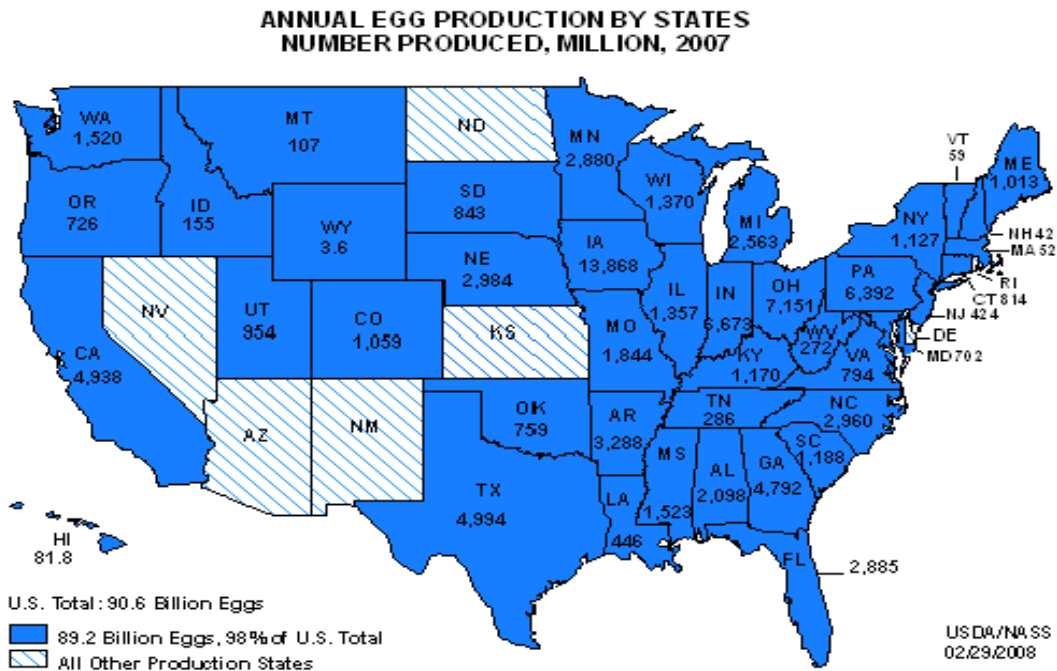 ANNUAL EGG PRODUCTION BY STATES
NUMBER PRODUCED, MILLION, 2007
WA
1,520
MT
107
ND
MN
2,880
VT
59
ME
1,013
OR
726
ID
155
WY
3.6
SD
843
WI
1,370
MI
2,563
NY
1,127
NH 42
MA 52
RI
CT 814
NJ 424
DE
MD 702
NV
UT
954
CO
1,059
NE
2,984
IA
13,868
IL
1,357
IN
6,673
OH
7,151
PA
6,392
CA
4,938
KS
MO
1,844
KY
1,170
WV
272
VA
794
AZ
NM
OK
759
AR
3,288
TN
286
NC
2,960
SC
1,188
TX
4,994
LA
446
MS
1,523
AL
2,098
GA
4,792
FL
2,885
HI
81.8
U.S. Total: 90.6 Billion Eggs
89.2 Billion Eggs, 98% of U.S. Total
All Other Production States
USDA/NASS
02/29/2008